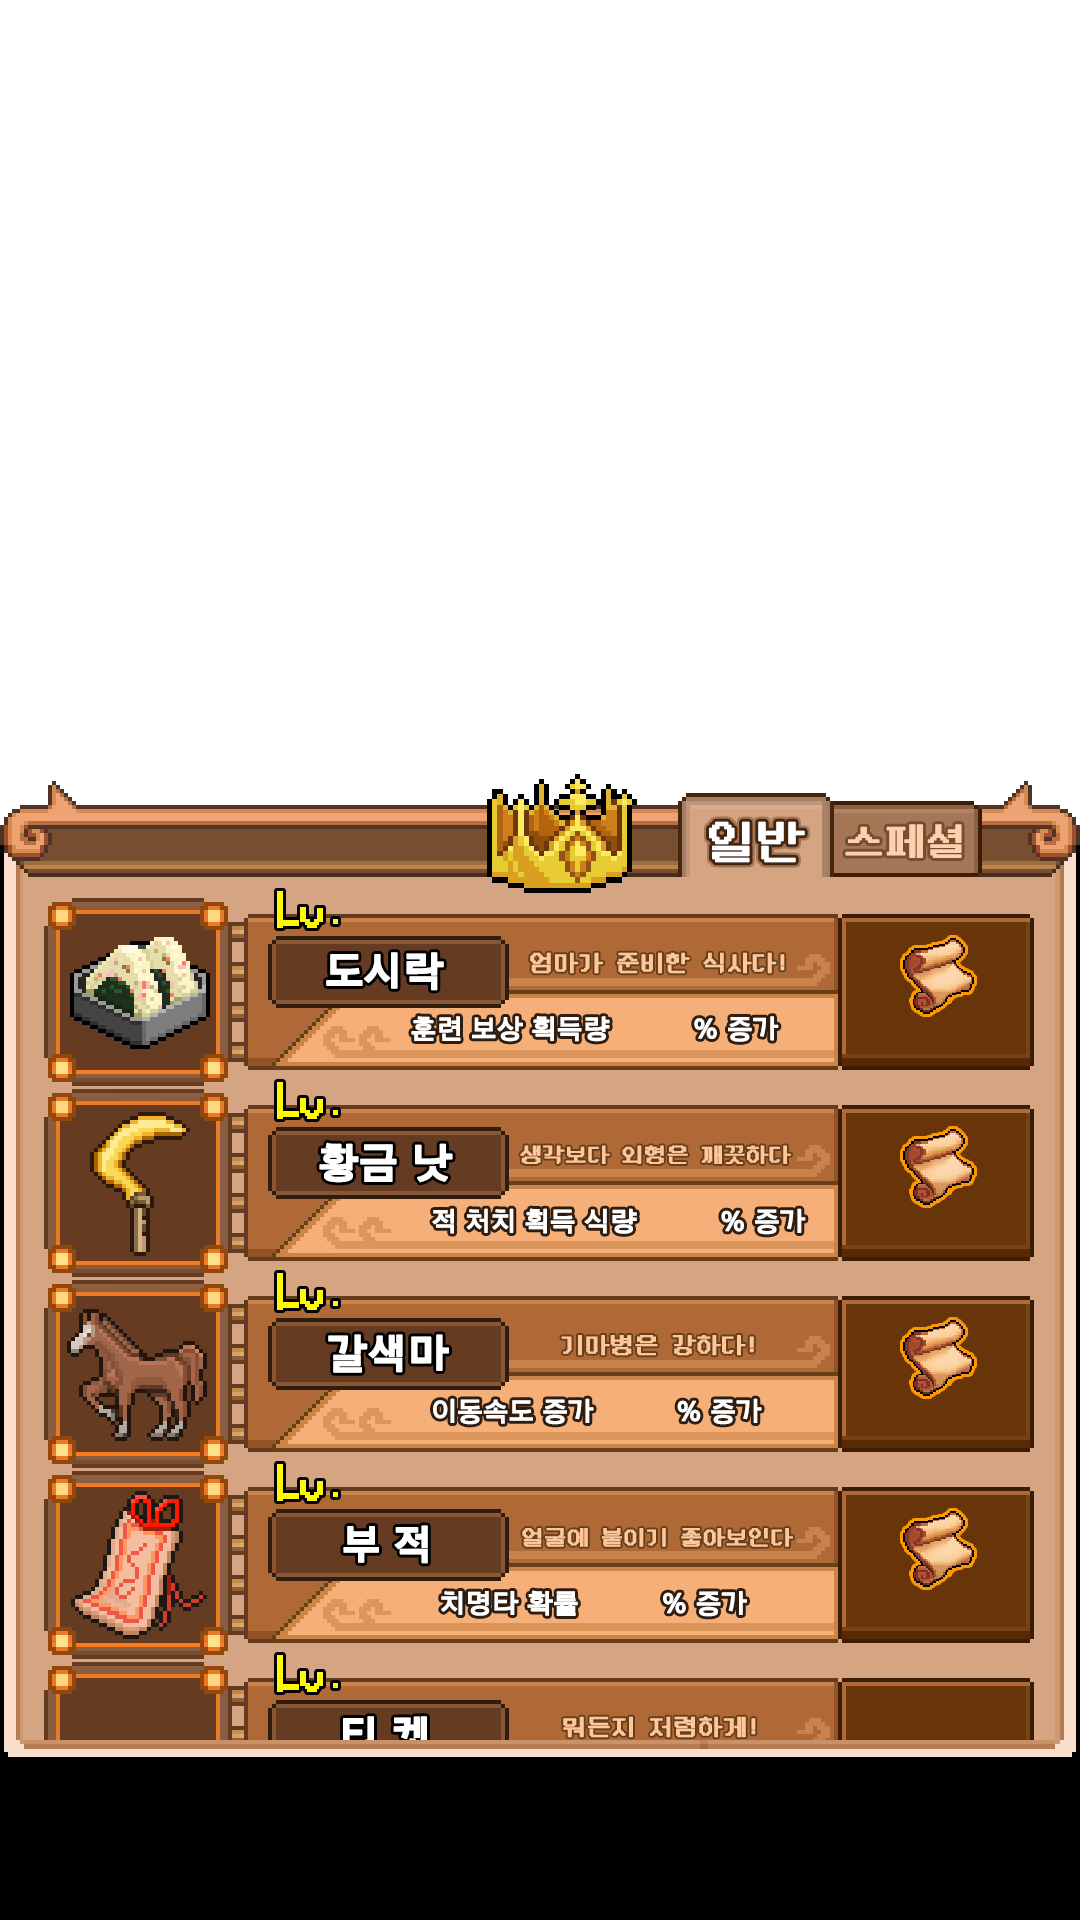 일반 스페셜
Lv.
도시락 엄마가 준비한 식사다!
훈련 보상 획득량 % 증가
Lv.
황금 낫 생각보다 외형은 깨끗하다
적 처치 획득 식량 % 증가
Lv.
갈색마 기마병은 강하다!
이동속도 증가 % 증가
Lv.
부 적 얼굴에 붙이기 좋아보인다
치명타 확률 % 증가
Lv.
티 켓 뭐든지 저렴하게!